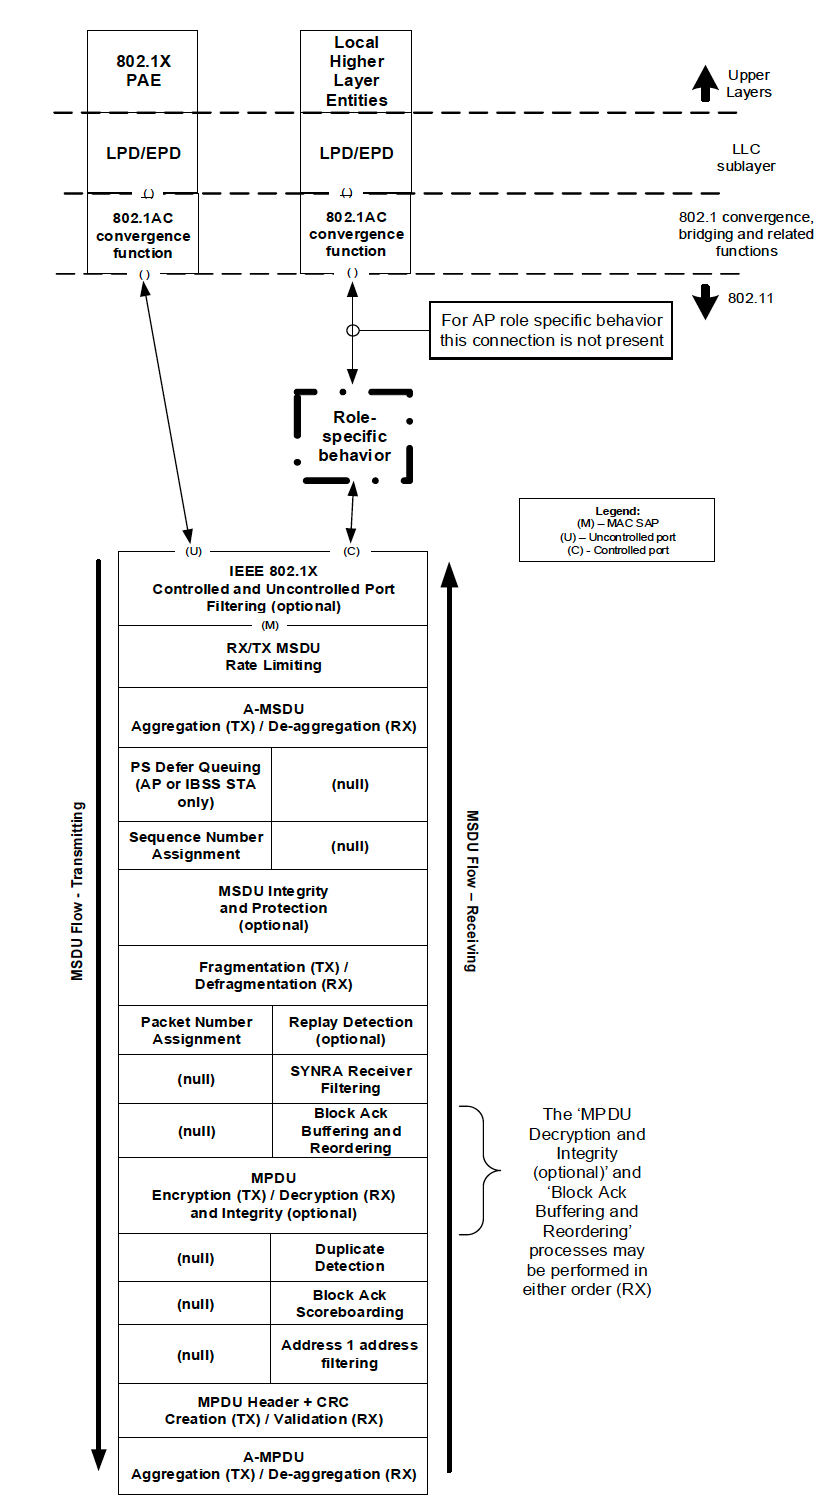 802.1X
PAE
Local
Higher
Layer
Entities
Upper
Layers
LPD/EPD
LPD/EPD
LLC
sublayer
( )
( )
802.1AC
convergence
function
802.1AC
convergence
function
802.1 convergence,
bridging and related
functions
( )
( )
802.11
For AP role specific behavior
this connection is not present
Role-
specific
behavior
Legend:
(M) – MAC SAP
(U) – Uncontrolled port
(C) - Controlled port
(U)
(C)
IEEE 802.1X
Controlled and Uncontrolled Port
Filtering (optional)
(M)
RX/TX MSDU
Rate Limiting
A-MSDU
Aggregation (TX) / De-aggregation (RX)
PS Defer Queuing
(AP or IBSS STA
only)
(null)
Sequence Number
Assignment
(null)
MSDU Flow - Transmitting
MSDU Flow – Receiving
MSDU Integrity
and Protection
(optional)
Fragmentation (TX) /
Defragmentation (RX)
Packet Number
Assignment
Replay Detection
(optional)
(null)
SYNRA Receiver
Filtering
(null)
Block Ack
Buffering and
Reordering
MPDU
Encryption (TX) / Decryption (RX)
and Integrity (optional)
The ‘MPDU
Decryption and
Integrity
(optional)’ and
‘Block Ack
Buffering and
Reordering’
processes may
be performed in
either order (RX)
(null)
Duplicate
Detection
(null)
Block Ack
Scoreboarding
(null)
Address 1 address
filtering
MPDU Header + CRC
Creation (TX) / Validation (RX)
A-MPDU
Aggregation (TX) / De-aggregation (RX)